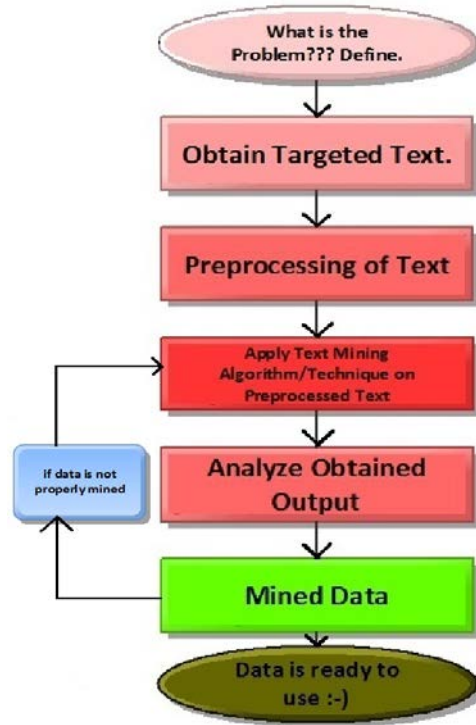 What is the
Problem??? Define.
Obtain Targeted Text.
Preprocessing of Text
Apply Text Mining
Algorithm/Technique on
Preprocessed Text
if data is not
properly mined
Analyze Obtained
Output
Mined Data
Data is ready to
use :-)